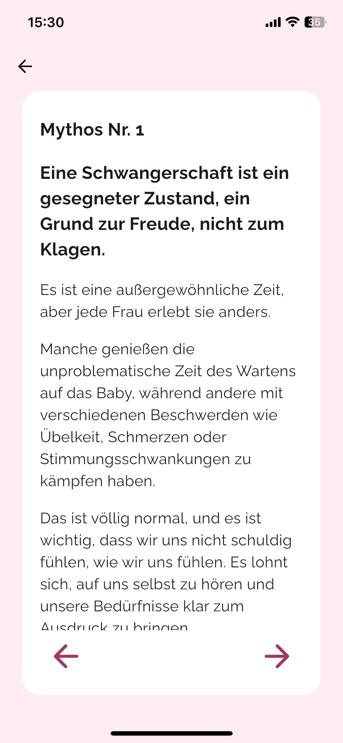 15:30
35
Mythos Nr. 1
Eine Schwangerschaft ist ein
gesegneter Zustand, ein
Grund zur Freude, nicht zum
Klagen.
Es ist eine außergewöhnliche Zeit,
aber jede Frau erlebt sie anders.
Manche genießen die
unproblematische Zeit des Wartens
auf das Baby, während andere mit
verschiedenen Beschwerden wie
Übelkeit, Schmerzen oder
Stimmungsschwankungen zu
kämpfen haben.
Das ist völlig normal, und es ist
wichtig, dass wir uns nicht schuldig
fühlen, wie wir uns fühlen. Es lohnt
sich, auf uns selbst zu hören und
unsere Bedürfnisse klar zum
Ausdruck zu bringen